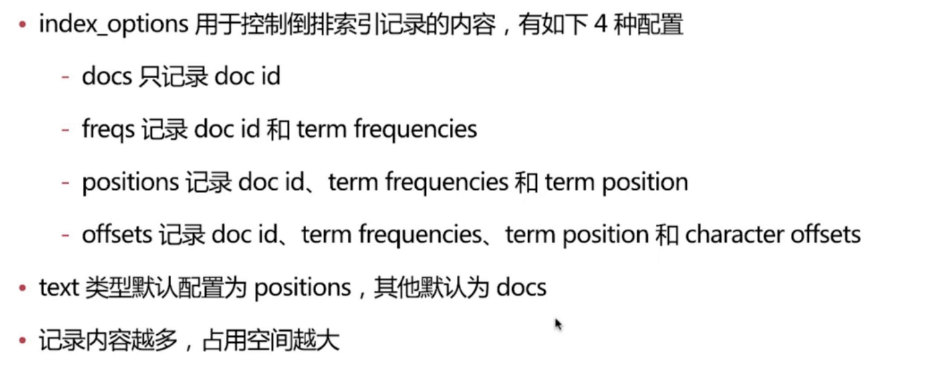 • index_options 用于控制倒排索引记录的内容，有如下 4 种配置
- docs 只记录 doc id
- freqs 记录 doc id 和 term frequencies
- positions 记录 doc id、term frequencies 和 term position
- offsets 记录 doc id、term frequencies、term position 和 character offsets
• text 类型默认配置为 positions，其他默认为 docs
• 记录内容越多，占用空间越大